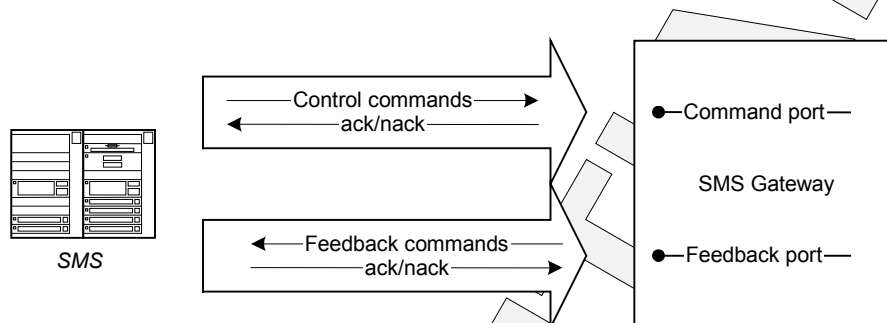 Control commands
ack/nack
Command port
SMS Gateway
SMS
Feedback commands
ack/nack
Feedback port